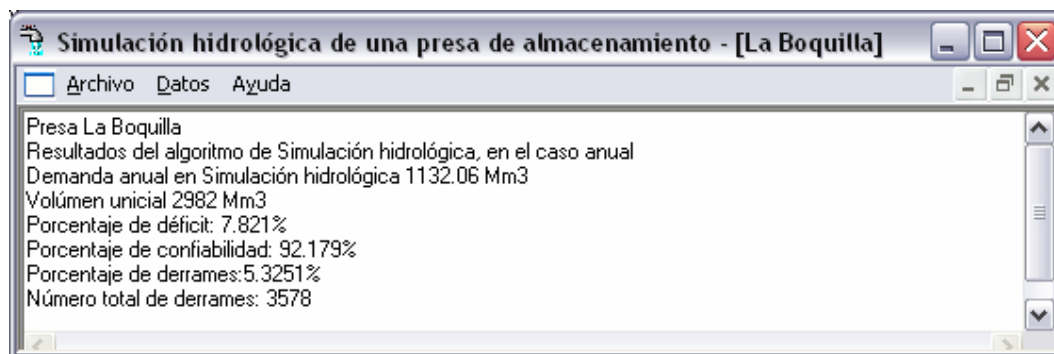 Simulación hidrológica de una presa de almacenamiento - [La Boquilla]
Archivo Datos Ayuda
Presa La Boquilla
Resultados del algoritmo de Simulación hidrológica, en el caso anual
Demanda anual en Simulación hidrológica 1132.06 Mm3
Volúmen unicial 2982 Mm3
Porcentaje de déficit: 7.821%
Porcentaje de confiabilidad: 92.179%
Porcentaje de derrames:5.3251%
Número total de derrames: 3578